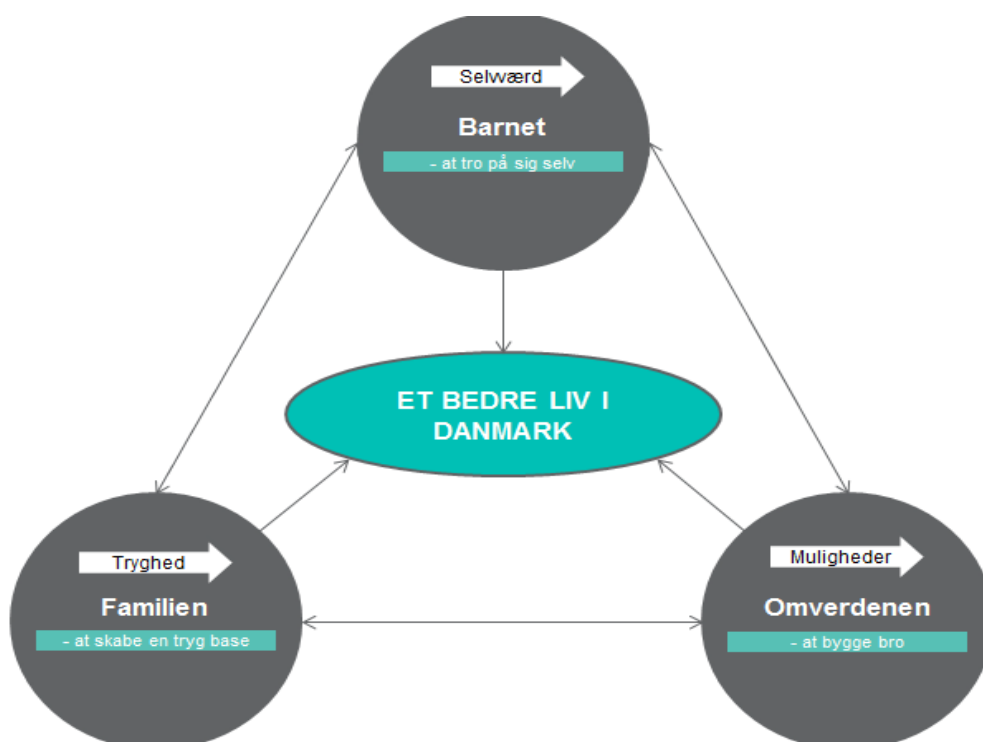 Selvværd
Barnet
- at tro på sig selv
ET BEDRE LIV I
DANMARK
Tryghed
Familien
- at skabe en tryg base
Muligheder
Omverdenen
- at bygge bro